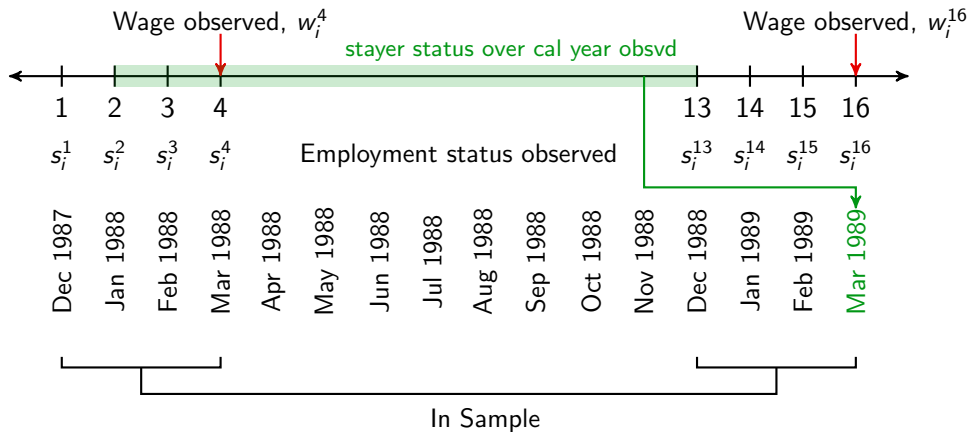 Wage observed, w_i^4
Wage observed, w_i^16
stayer status over cal year obsvd
1 2 3 4 13 14 15 16
s_i^1 s_i^2 s_i^3 s_i^4 Employment status observed s_i^13 s_i^14 s_i^15 s_i^16
Dec 1987
Jan 1988
Feb 1988
Mar 1988
Apr 1988
May 1988
Jun 1988
Jul 1988
Aug 1988
Sep 1988
Oct 1988
Nov 1988
Dec 1988
Jan 1989
Feb 1989
Mar 1989
In Sample